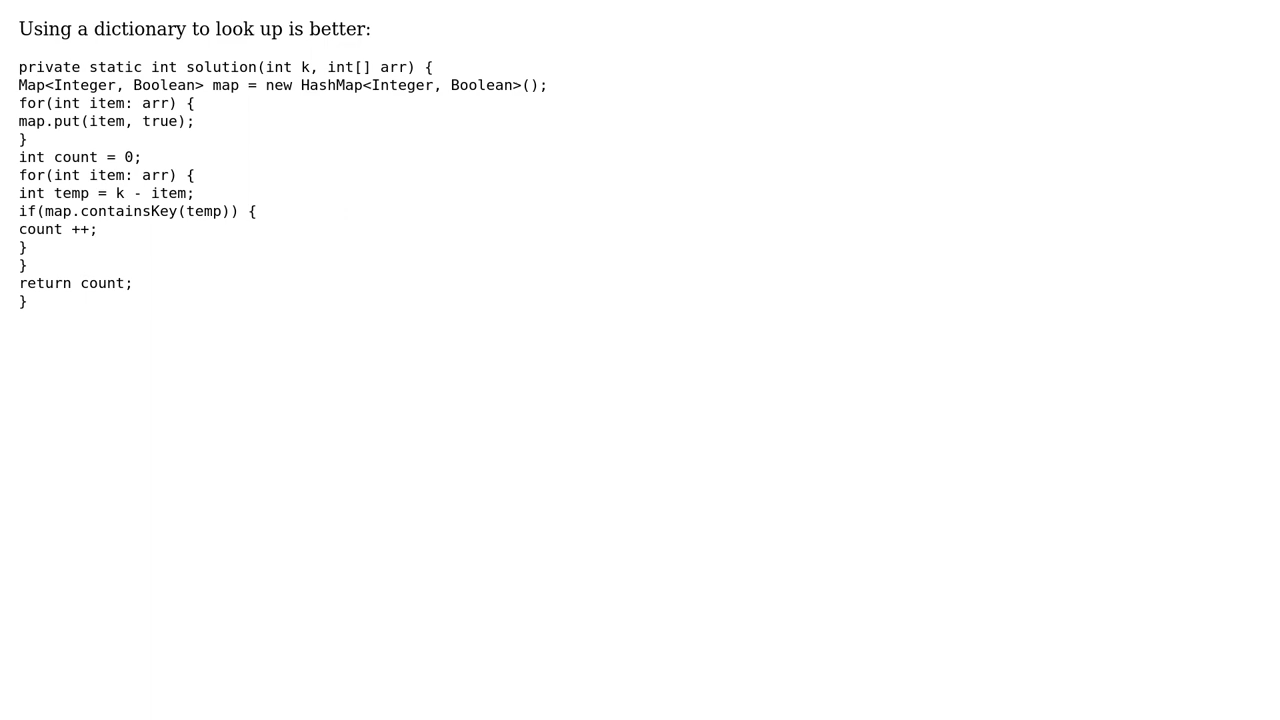 Using a dictionary to look up is better:
private static int solution(int k, int[] arr) {
Map<Integer, Boolean> map = new HashMap<Integer, Boolean>();
for(int item: arr) {
map.put(item, true);
}
int count = 0;
for(int item: arr) {
int temp = k - item;
if(map.containsKey(temp)) {
count ++;
}
}
return count;
}